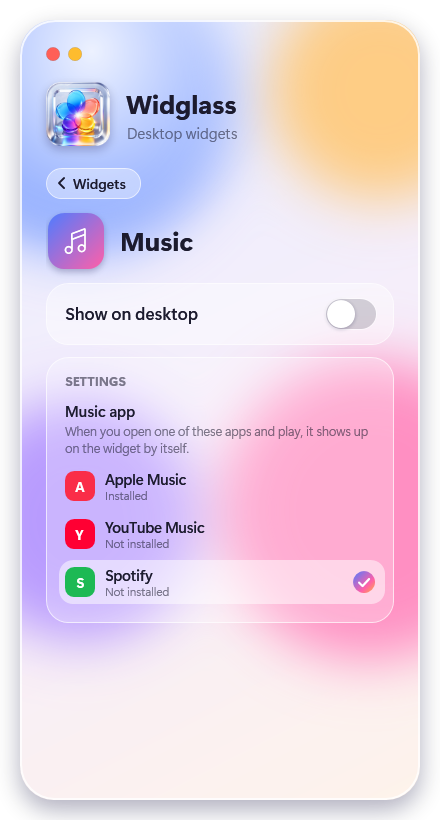 Widglass
Desktop widgets
Widgets
Music
Show on desktop
SETTINGS
Music app
When you open one of these apps and play, it shows up
on the widget by itself.
A
Apple Music
Installed
Y
YouTube Music
Not installed
S
Spotify
Not installed